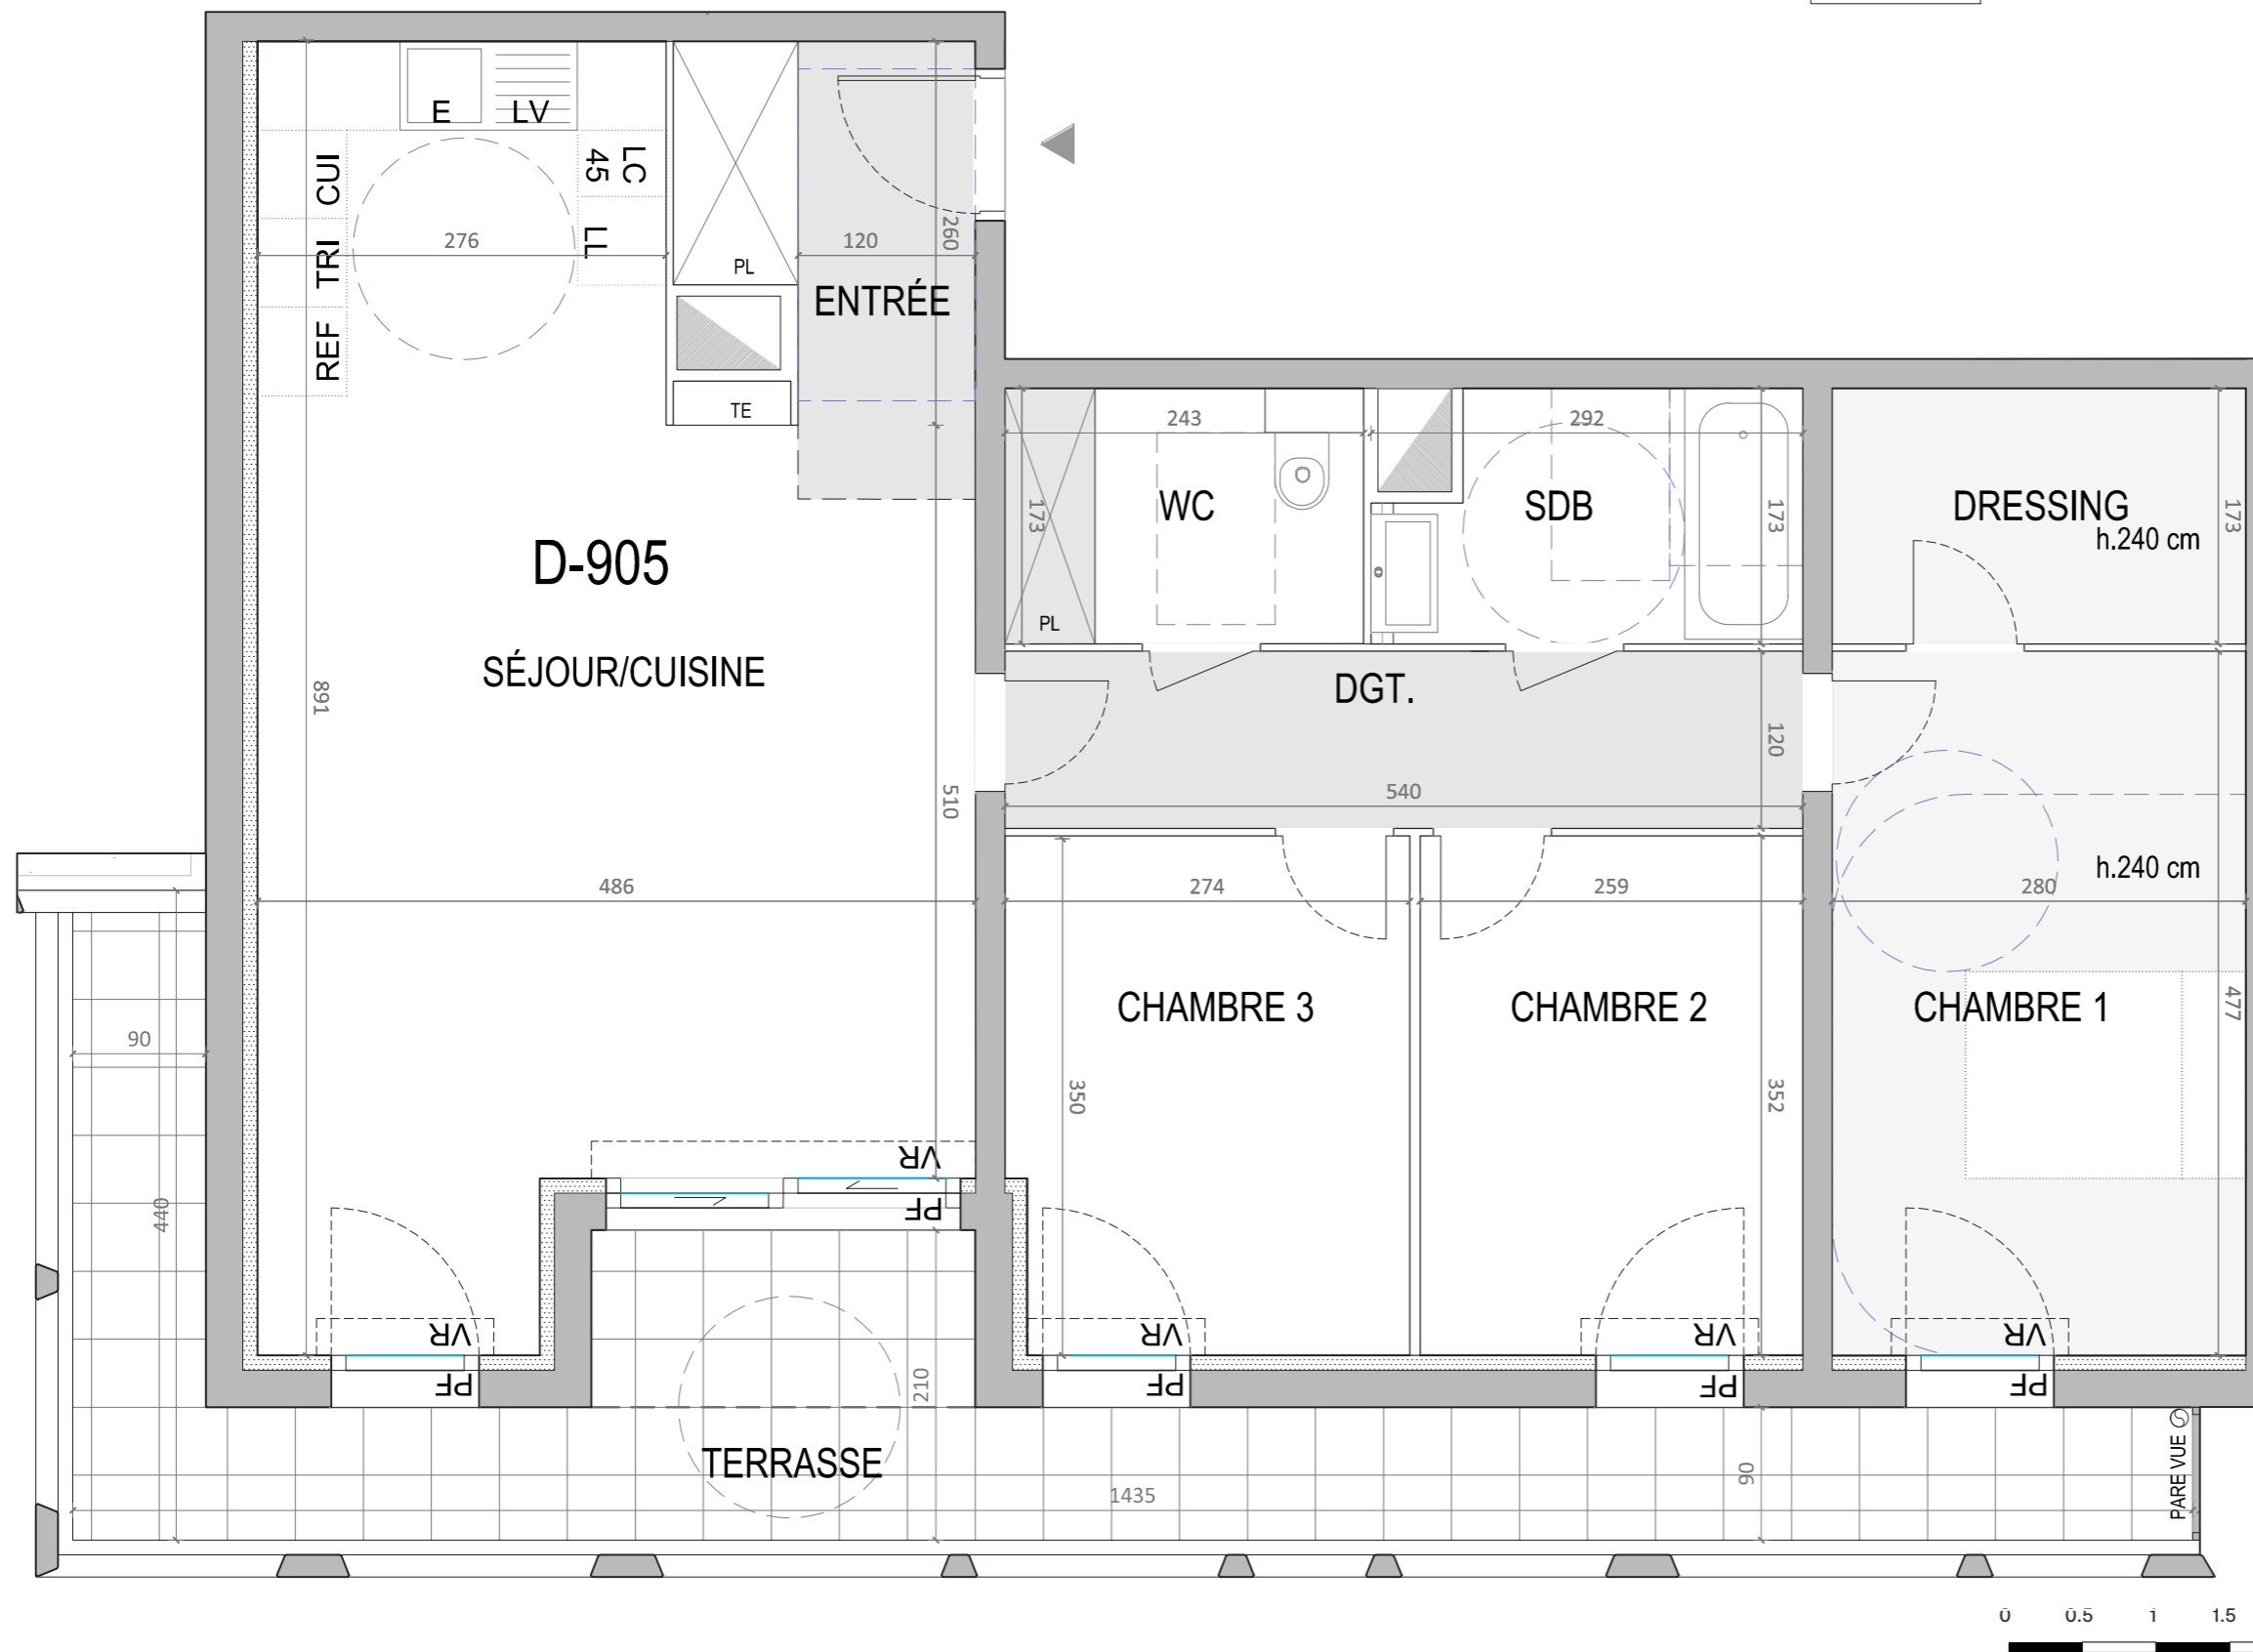 E
LV
CUI
TRI
REF
LC
45
LL
276
PL
120
260
ENTRÉE
TE
D-905
SÉJOUR/CUISINE
891
510
486
243
173
WC
PL
292
SDB
173
DRESSING
h.240 cm
173
DGT.
120
540
274
259
h.240 cm
280
CHAMBRE 3
CHAMBRE 2
CHAMBRE 1
477
350
352
90
440
VR
PF
VR
PF
VR
PF
VR
PF
VR
PF
210
TERRASSE
1435
90
PARE VUE
0 0.5 1 1.5